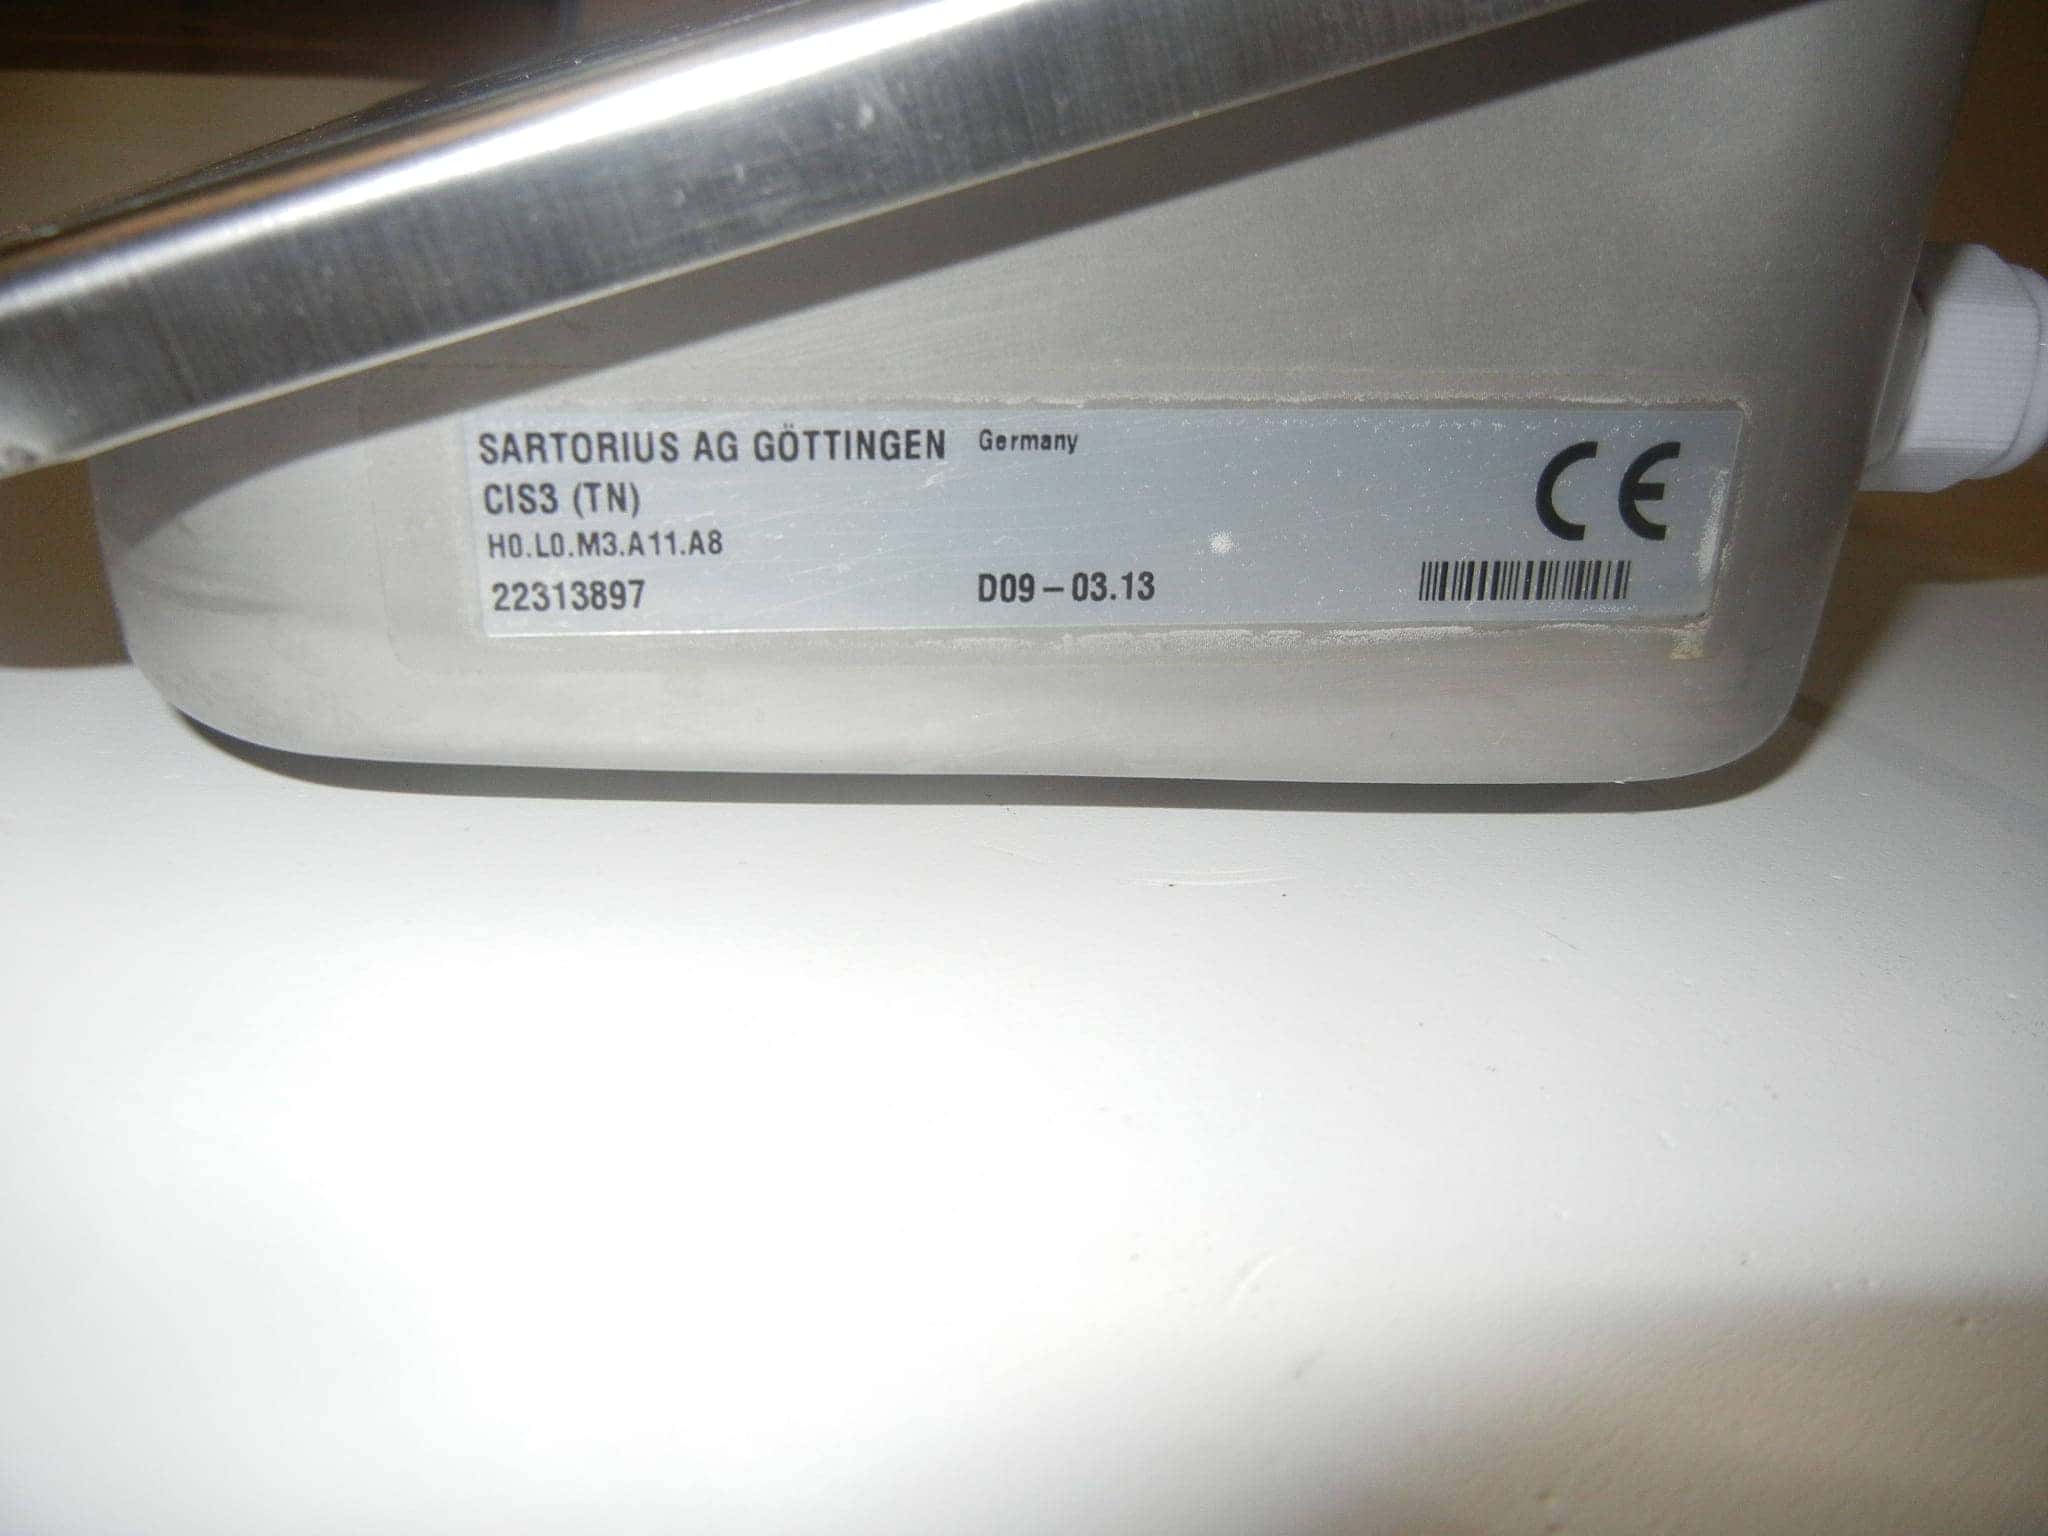 SARTORIUS AG GÖTTINGEN Germany
CIS3 (TN)
H0.L0.M3.A11.A8
22313897 D09-03.13
CE